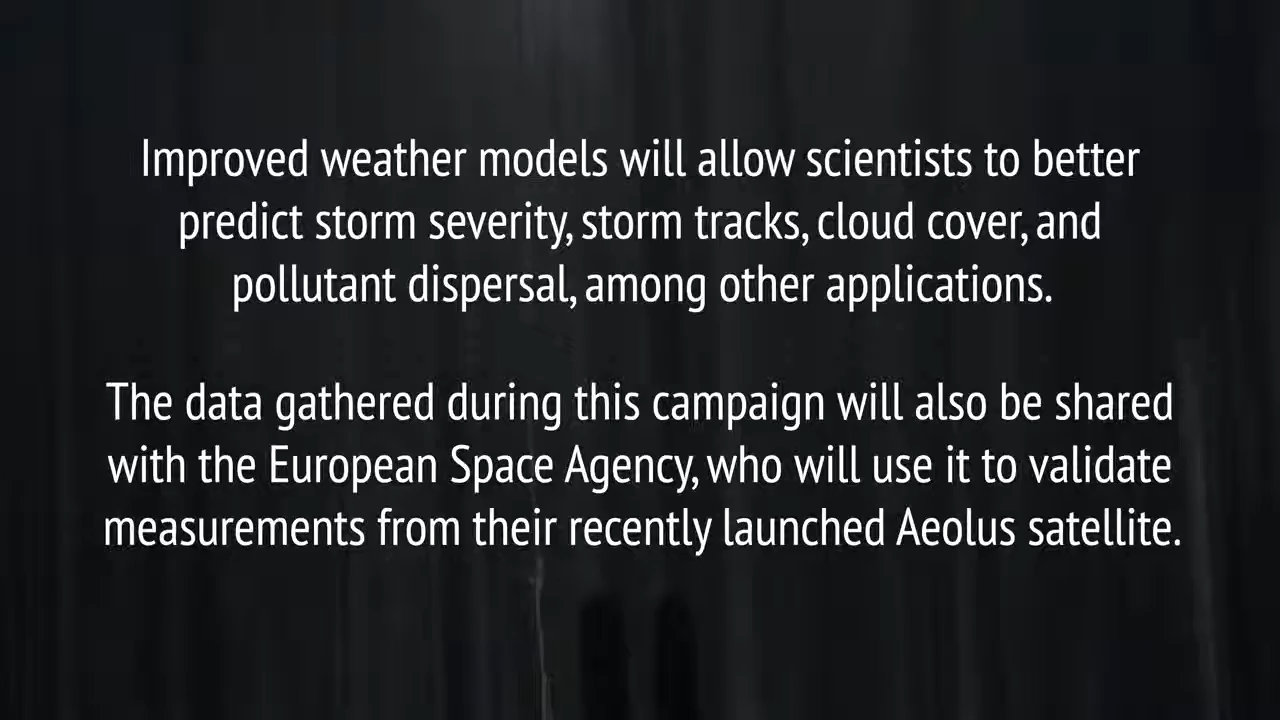 Improved weather models will allow scientists to better
predict storm severity, storm tracks, cloud cover, and
pollutant dispersal, among other applications.
The data gathered during this campaign will also be shared
with the European Space Agency, who will use it to validate
measurements from their recently launched Aeolus satellite.